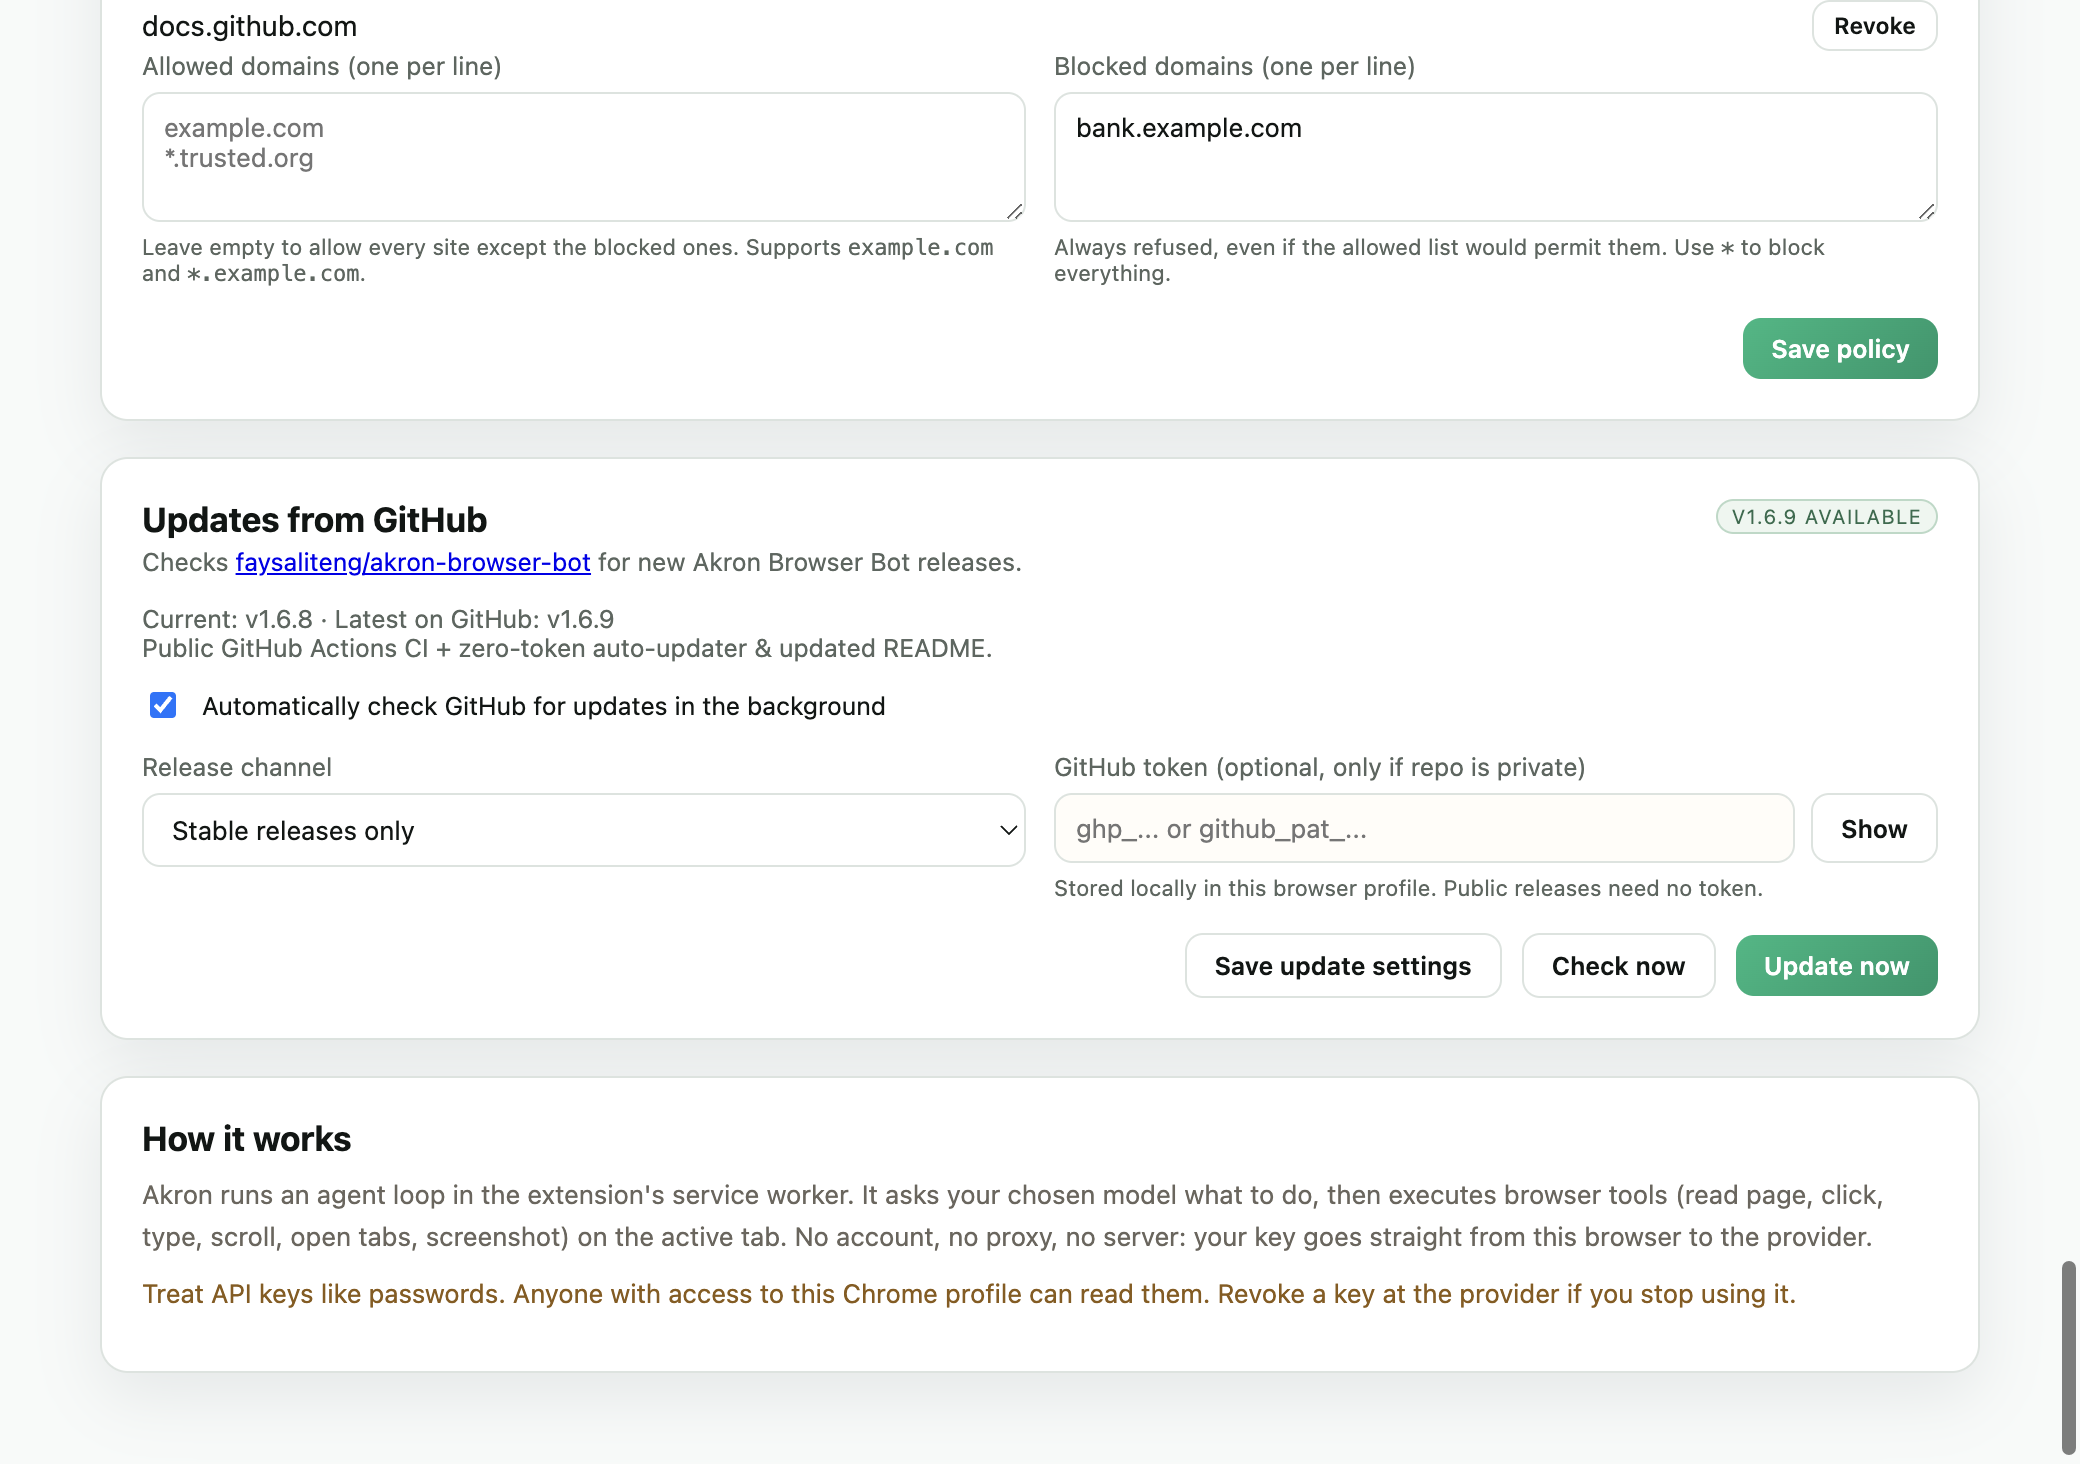 docs.github.com
Revoke
Allowed domains (one per line)
Blocked domains (one per line)
example.com
*.trusted.org
bank.example.com
Leave empty to allow every site except the blocked ones. Supports example.com
and *.example.com.
Always refused, even if the allowed list would permit them. Use * to block
everything.
Save policy
Updates from GitHub
V1.6.9 AVAILABLE
Checks faysaliteng/akron-browser-bot for new Akron Browser Bot releases.
Current: v1.6.8 · Latest on GitHub: v1.6.9
Public GitHub Actions CI + zero-token auto-updater & updated README.
Automatically check GitHub for updates in the background
Release channel
GitHub token (optional, only if repo is private)
Stable releases only
ghp_... or github_pat_...
Show
Stored locally in this browser profile. Public releases need no token.
Save update settings
Check now
Update now
How it works
Akron runs an agent loop in the extension's service worker. It asks your chosen model what to do, then executes browser tools (read page, click,
type, scroll, open tabs, screenshot) on the active tab. No account, no proxy, no server: your key goes straight from this browser to the provider.
Treat API keys like passwords. Anyone with access to this Chrome profile can read them. Revoke a key at the provider if you stop using it.